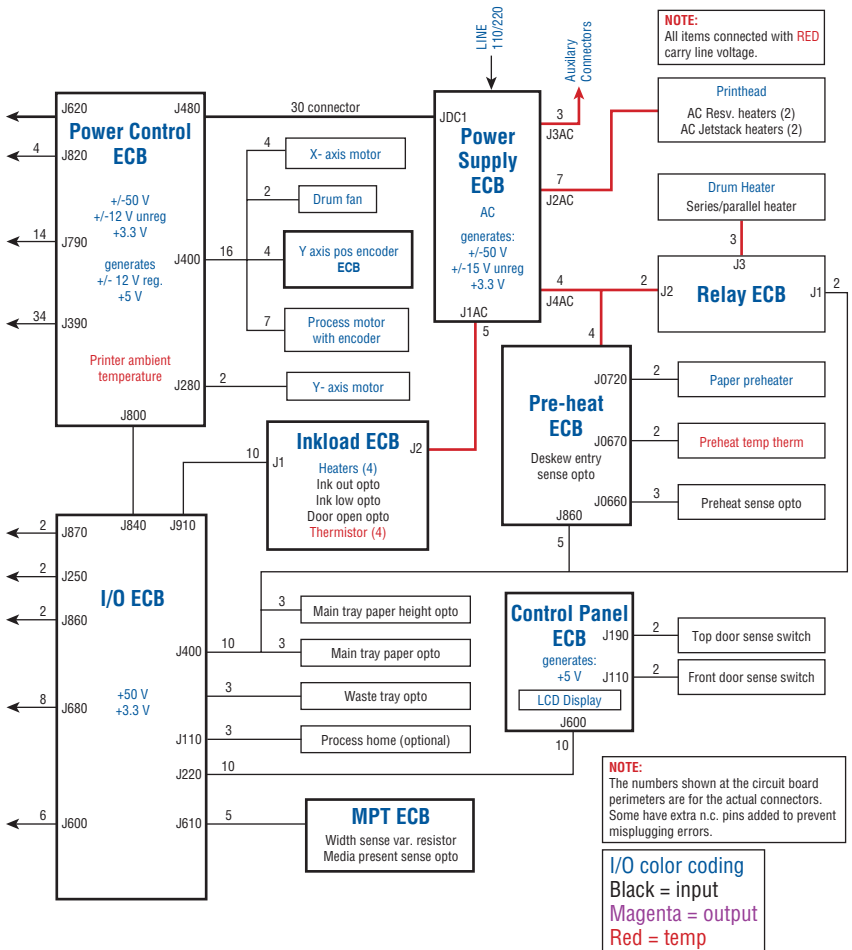 LINE
110/220
Auxilary
Connectors
NOTE:
All items connected with RED
carry line voltage.
J620
J480
30 connector
JDC1
Power Control
ECB
4
J820
+/-50 V
+/-12 V unreg
+3.3 V
14
J790
generates
+/- 12 V reg.
+5 V
J400
16
34
J390
Printer ambient
temperature
J280
2
J800
4
X- axis motor
2
Drum fan
4
Y axis pos encoder
ECB
7
Process motor
with encoder
Y- axis motor
Power
Supply
ECB
AC
generates:
+/-50 V
+/-15 V unreg
+3.3 V
J1AC
5
3
J3AC
7
J2AC
4
J4AC
2
4
Printhead
AC Resv. heaters (2)
AC Jetstack heaters (2)
Drum Heater
Series/parallel heater
3
J3
J2
Relay ECB
J1
2
Pre-heat
ECB
Deskew entry
sense opto
J0720
2
Paper preheater
J0670
2
Preheat temp therm
J0660
3
Preheat sense opto
J860
5
10
J1
Inkload ECB
J2
Heaters (4)
Ink out opto
Ink low opto
Door open opto
Thermistor (4)
J840
J910
2
J870
2
J250
2
J860
I/O ECB
J400
10
+50 V
+3.3 V
8
J680
J110
3
J220
10
6
J600
J610
5
3
Main tray paper height opto
3
Main tray paper opto
3
Waste tray opto
Process home (optional)
MPT ECB
Width sense var. resistor
Media present sense opto
Control Panel
ECB
generates:
+5 V
LCD Display
J190
2
Top door sense switch
J110
2
Front door sense switch
J600
10
NOTE:
The numbers shown at the circuit board
perimeters are for the actual connectors.
Some have extra n.c. pins added to prevent
misplugging errors.
I/O color coding
Black = input
Magenta = output
Red = temp